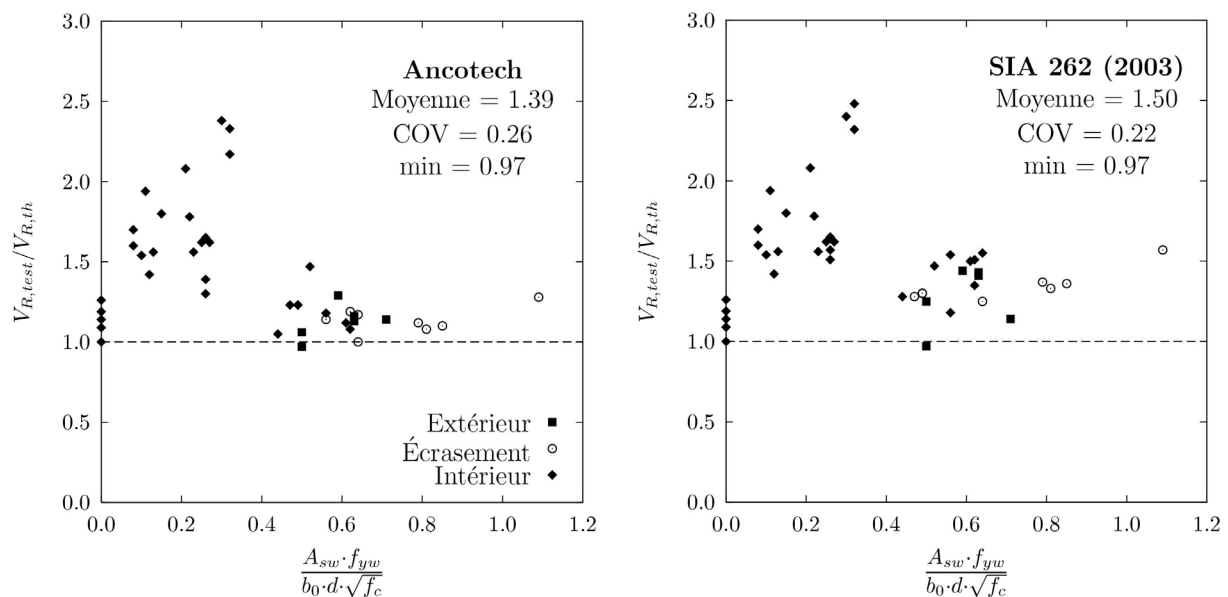 3.0
2.5
2.0
1.5
1.0
0.5
0.0
V_{R,test}/V_{R,th}
Ancotech
Moyenne = 1.39
COV = 0.26
min = 0.97
Extérieur
Écrasement
Intérieur
0.0 0.2 0.4 0.6 0.8 1.0 1.2
A_{sw}·f_{yw}
b_0·d·√f_c
3.0
2.5
2.0
1.5
1.0
0.5
0.0
V_{R,test}/V_{R,th}
SIA 262 (2003)
Moyenne = 1.50
COV = 0.22
min = 0.97
0.0 0.2 0.4 0.6 0.8 1.0 1.2
A_{sw}·f_{yw}
b_0·d·√f_c